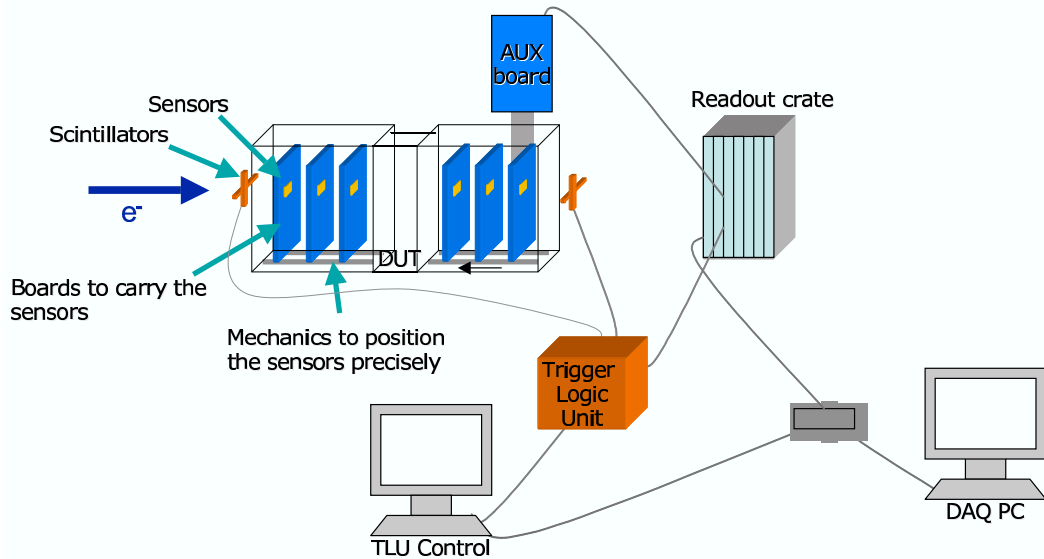 AUX
board
Readout crate
Sensors
Scintillators
e-
DUT
Boards to carry the
sensors
Mechanics to position
the sensors precisely
Trigger
Logic
Unit
TLU Control
DAQ PC